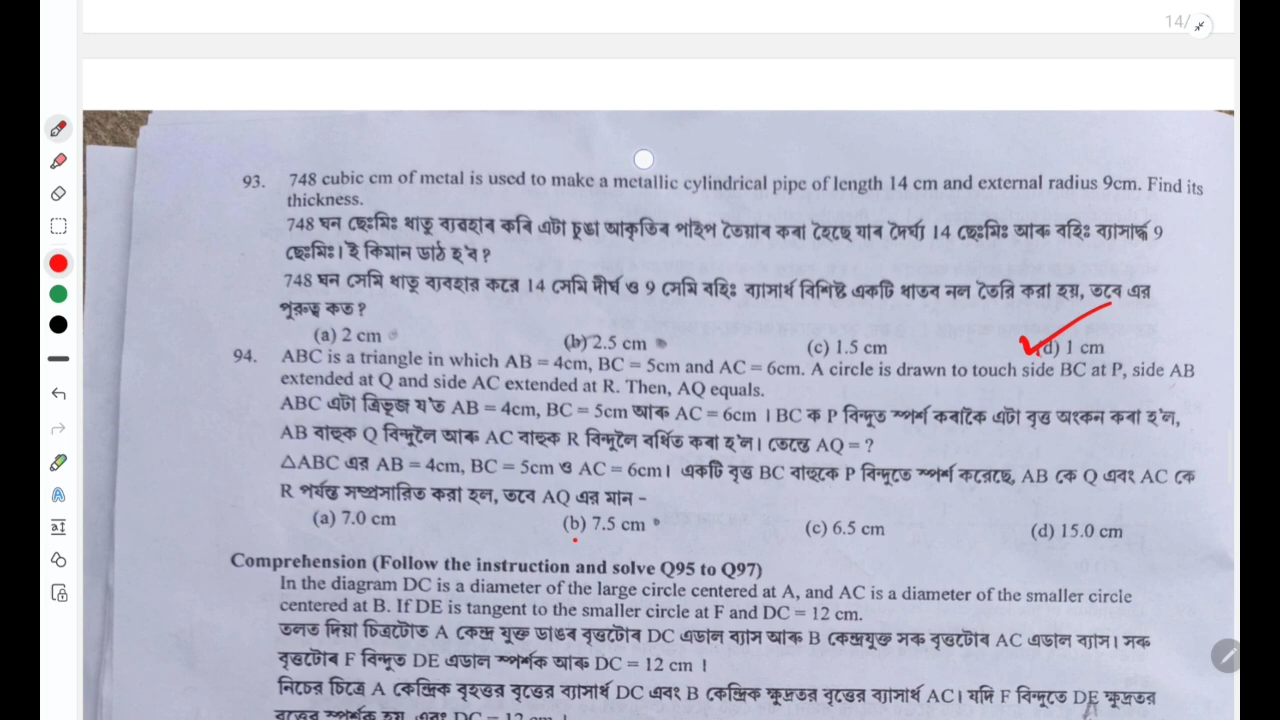 14/
93. 748 cubic cm of metal is used to make a metallic cylindrical pipe of length 14 cm and external radius 9cm. Find its
thickness.
748 ঘন ছেঃমিঃ ধাতু ব্যৱহাৰ কৰি এটা চুঙা আকৃতিৰ পাইপ তৈয়াৰ কৰা হৈছে যাৰ দৈৰ্ঘ্য 14 ছেঃমিঃ আৰু বহিঃ ব্যাসাৰ্দ্ধ 9
ছেঃমিঃ। ই কিমান ডাঠ হ'ব?
748 ঘন সেমি ধাতু ব্যবহার করে 14 সেমি দীর্ঘ ও 9 সেমি বহিঃ ব্যাসার্ধ বিশিষ্ট একটি ধাতব নল তৈরি করা হয়, তবে এর
পুরুত্ব কত?
(a) 2 cm (b) 2.5 cm (c) 1.5 cm (d) 1 cm
94. ABC is a triangle in which AB = 4cm, BC = 5cm and AC = 6cm. A circle is drawn to touch side BC at P, side AB
extended at Q and side AC extended at R. Then, AQ equals.
ABC এটা ত্ৰিভুজ য'ত AB = 4cm, BC = 5cm আৰু AC = 6cm । BC ক P বিন্দুত স্পৰ্শ কৰাকৈ এটা বৃত্ত অংকন কৰা হ'ল,
AB বাহুক Q বিন্দুলৈ আৰু AC বাহুক R বিন্দুলৈ বৰ্ধিত কৰা হ'ল। তেন্তে AQ = ?
△ABC এর AB = 4cm, BC = 5cm ও AC = 6cm। একটি বৃত্ত BC বাহুকে P বিন্দুতে স্পর্শ করেছে, AB কে Q এবং AC কে
R পর্যন্ত সম্প্রসারিত করা হল, তবে AQ এর মান -
(a) 7.0 cm (b) 7.5 cm (c) 6.5 cm (d) 15.0 cm
Comprehension (Follow the instruction and solve Q95 to Q97)
In the diagram DC is a diameter of the large circle centered at A, and AC is a diameter of the smaller circle
centered at B. If DE is tangent to the smaller circle at F and DC = 12 cm.
তলত দিয়া চিত্ৰটোত A কেন্দ্ৰ যুক্ত ডাঙৰ বৃত্তটোৰ DC এডাল ব্যাস আৰু B কেন্দ্ৰযুক্ত সৰু বৃত্তটোৰ AC এডাল ব্যাস। সৰু
বৃত্তটোৰ F বিন্দুত DE এডাল স্পৰ্শক আৰু DC = 12 cm ।
নিচের চিত্রে A কেন্দ্রিক বৃহত্তর বৃত্তের ব্যাসার্ধ DC এবং B কেন্দ্রিক ক্ষুদ্রতর বৃত্তের ব্যাসার্ধ AC। যদি F বিন্দুতে DE ক্ষুদ্রতর
বৃত্তের স্পর্শক হয় এবং DC = 12 cm ।